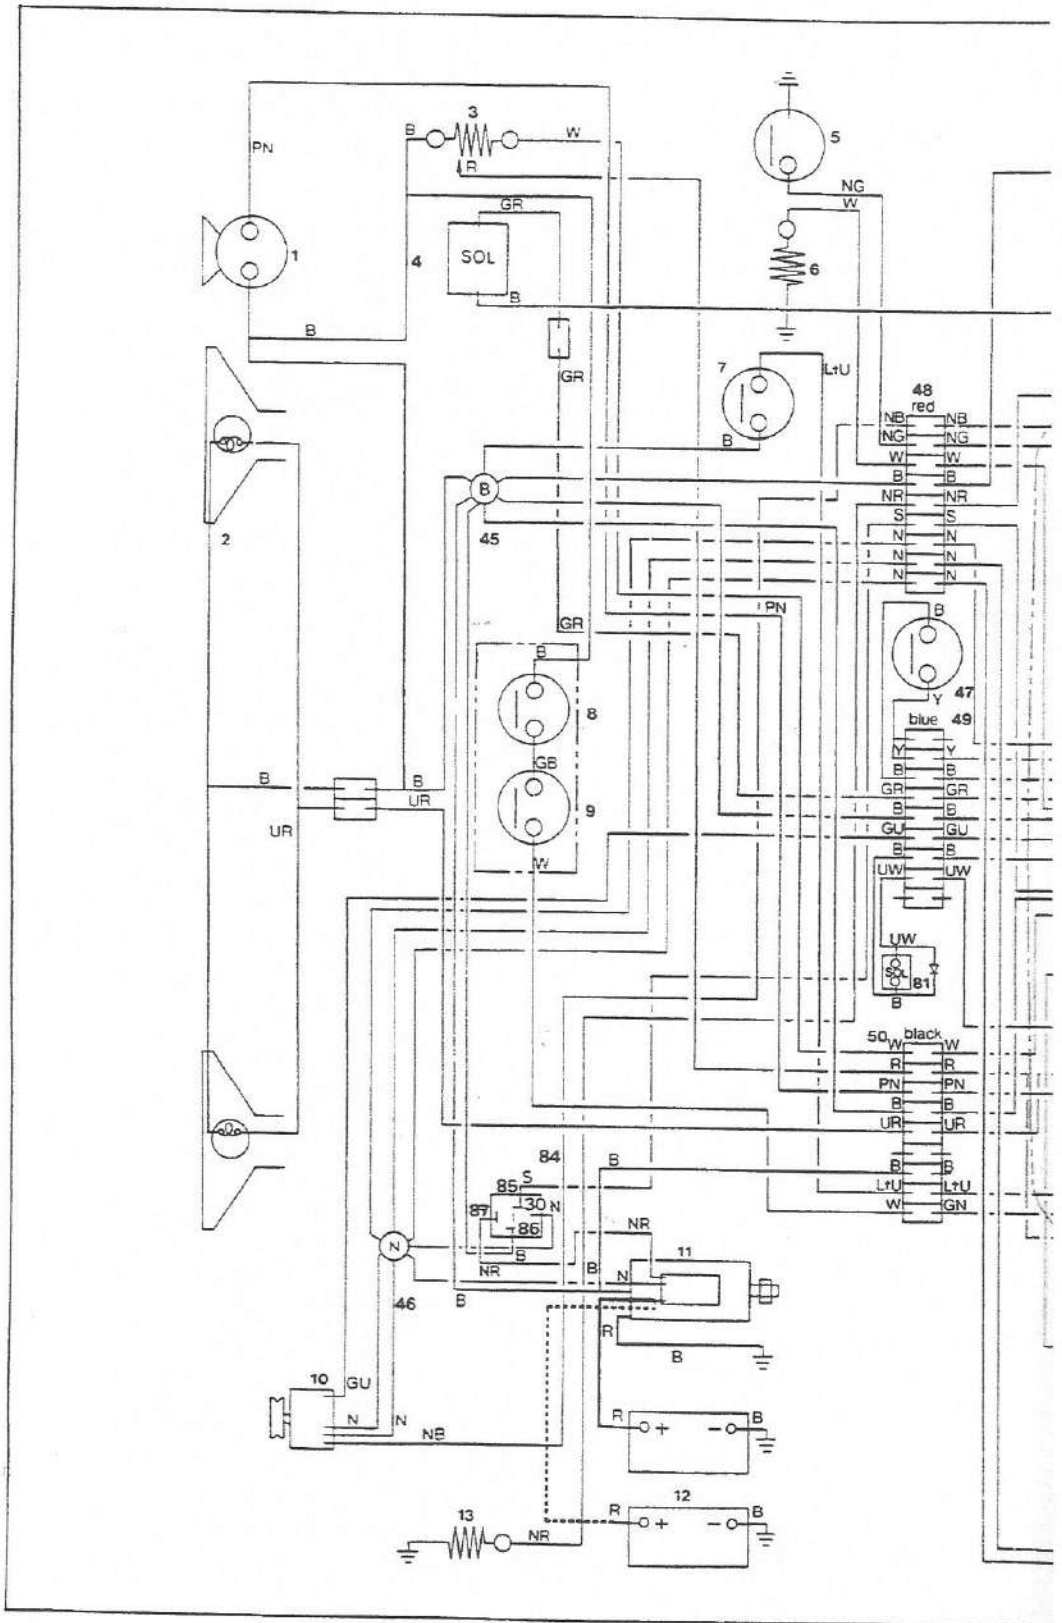 3
B
W
5
PN
R
NG
GR
W
1
4
SOL
6
B
B
7
LtU
GR
48
red
NB NB
NG NG
B
W W
B
B B
NR NR
2
S S
45
N N
N N
N N
PN
B
GR
B
8
47
Y
blue 49
GB
Y Y
B B
B B
GR GR
UR
9
B B
UR
GU GU
W
B B
UW UW
UW
SOL
81
B
50 black
W W
R R
PN PN
B B
UR UR
84
B
B B
85 S
LtU LtU
87 30 N
W GN
86
NR
N
B
11
NR
B
N
46
B
R
B
10
GU
R + - B
N N
NB
12
13
R + - B
NR